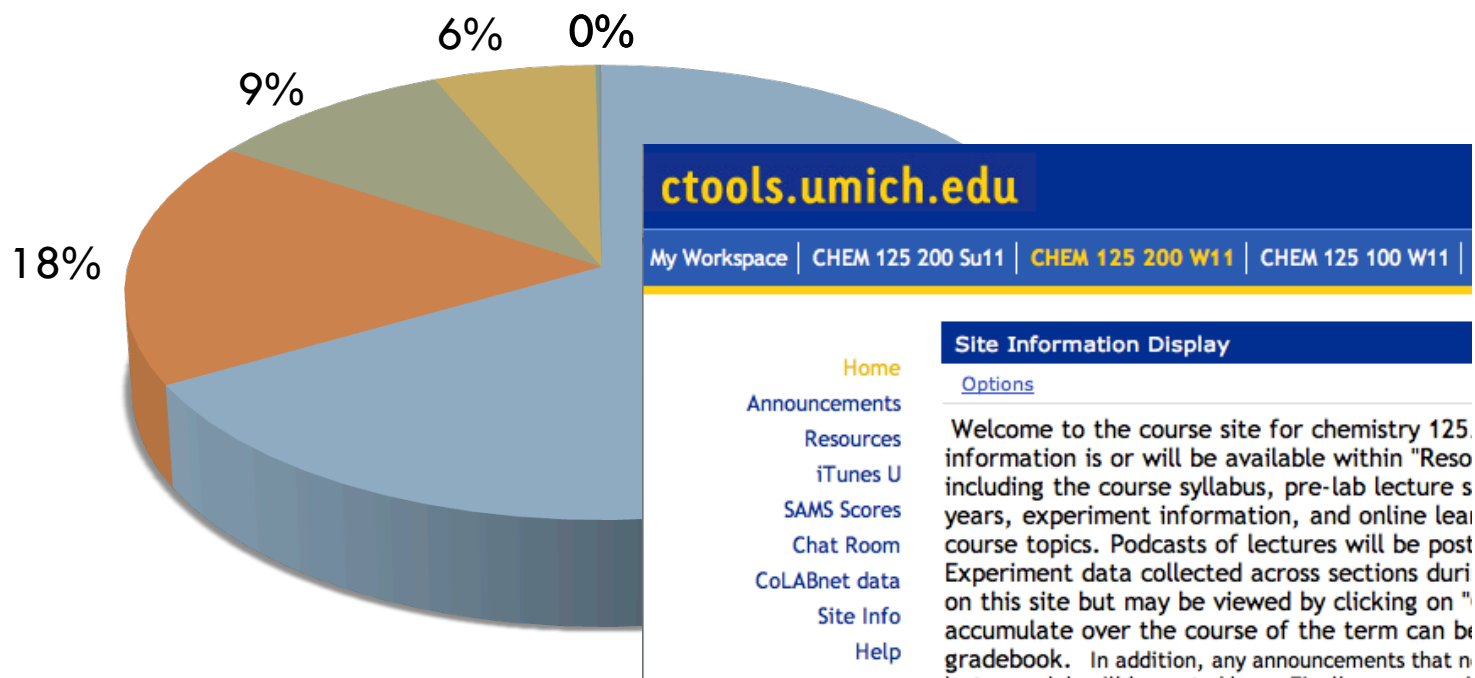 6% 0%
9%
18%
ctools.umich.edu
My Workspace | CHEM 125 200 Su11 | CHEM 125 200 W11 | CHEM 125 100 W11 |
Home
Announcements
Resources
iTunes U
SAMS Scores
Chat Room
CoLABnet data
Site Info
Help
Site Information Display
Options
Welcome to the course site for chemistry 125.
information is or will be available within "Reso
including the course syllabus, pre-lab lecture s
years, experiment information, and online lear
course topics. Podcasts of lectures will be post
Experiment data collected across sections duri
on this site but may be viewed by clicking on "
accumulate over the course of the term can be
gradebook. In addition, any announcements that n